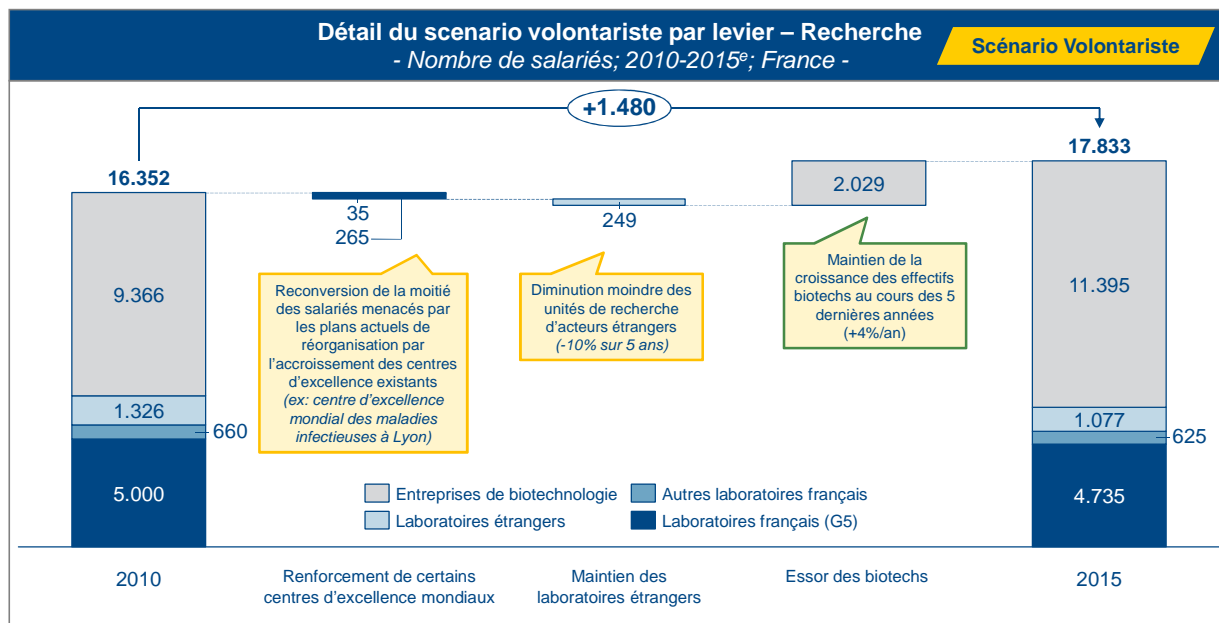 Détail du scenario volontariste par levier – Recherche
- Nombre de salariés; 2010-2015e; France -
Scénario Volontariste
+1.480
16.352
17.833
9.366
1.326
660
5.000
35
265
249
2.029
11.395
1.077
625
4.735
Reconversion de la moitié
des salariés menacés par
les plans actuels de
réorganisation par
l'accroissement des centres
d'excellence existants
(ex: centre d'excellence
mondial des maladies
infectieuses à Lyon)
Diminution moindre des
unités de recherche
d'acteurs étrangers
(-10% sur 5 ans)
Maintien de la
croissance des effectifs
biotechs au cours des 5
dernières années
(+4%/an)
Entreprises de biotechnologie
Autres laboratoires français
Laboratoires étrangers
Laboratoires français (G5)
2010
Renforcement de certains
centres d'excellence mondiaux
Maintien des
laboratoires étrangers
Essor des biotechs
2015